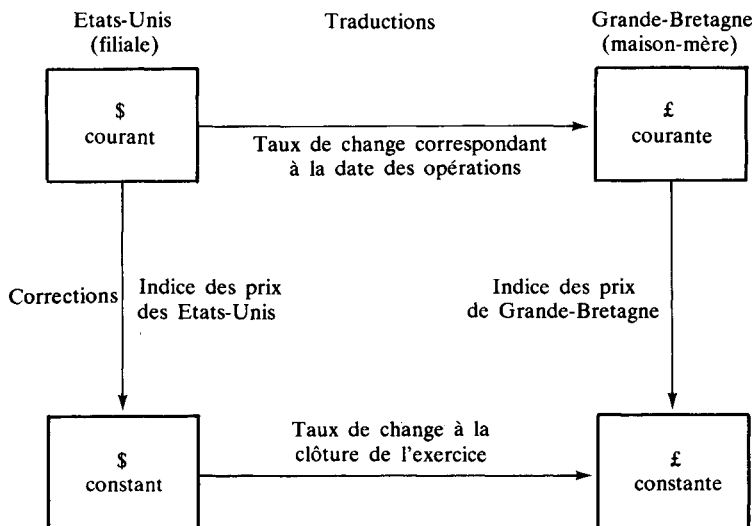 Etats-Unis
(filiale)
Traductions
Grande-Bretagne
(maison-mère)
$
courant
Taux de change correspondant
à la date des opérations
£
courante
Corrections
Indice des prix
des Etats-Unis
Indice des prix
de Grande-Bretagne
$
constant
Taux de change à la
clôture de l'exercice
£
constante